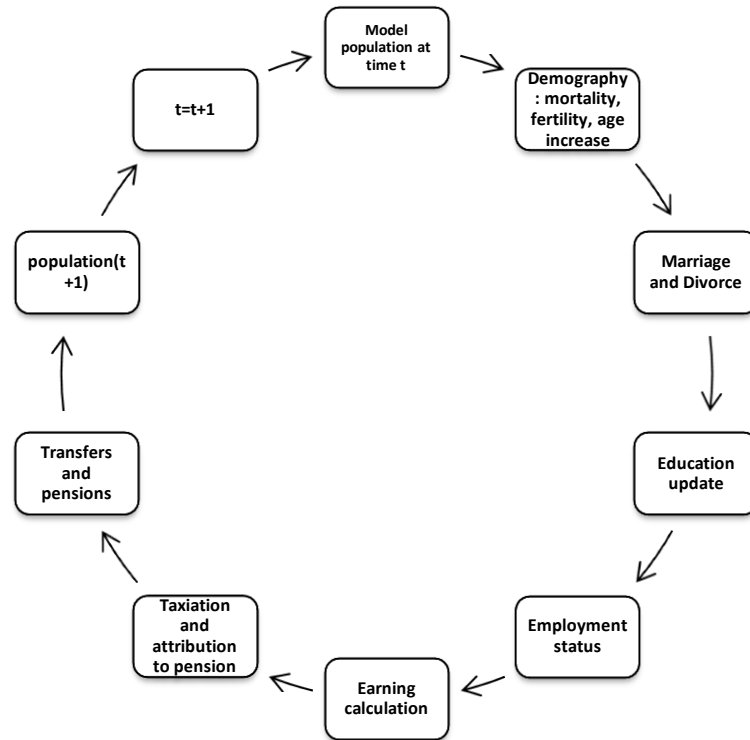 Model
population at
time t
Demography
: mortality,
fertility, age
increase
Marriage
and Divorce
Education
update
Employment
status
Earning
calculation
Taxiation
and
attribution
to pension
Transfers
and
pensions
population(t
+1)
t=t+1